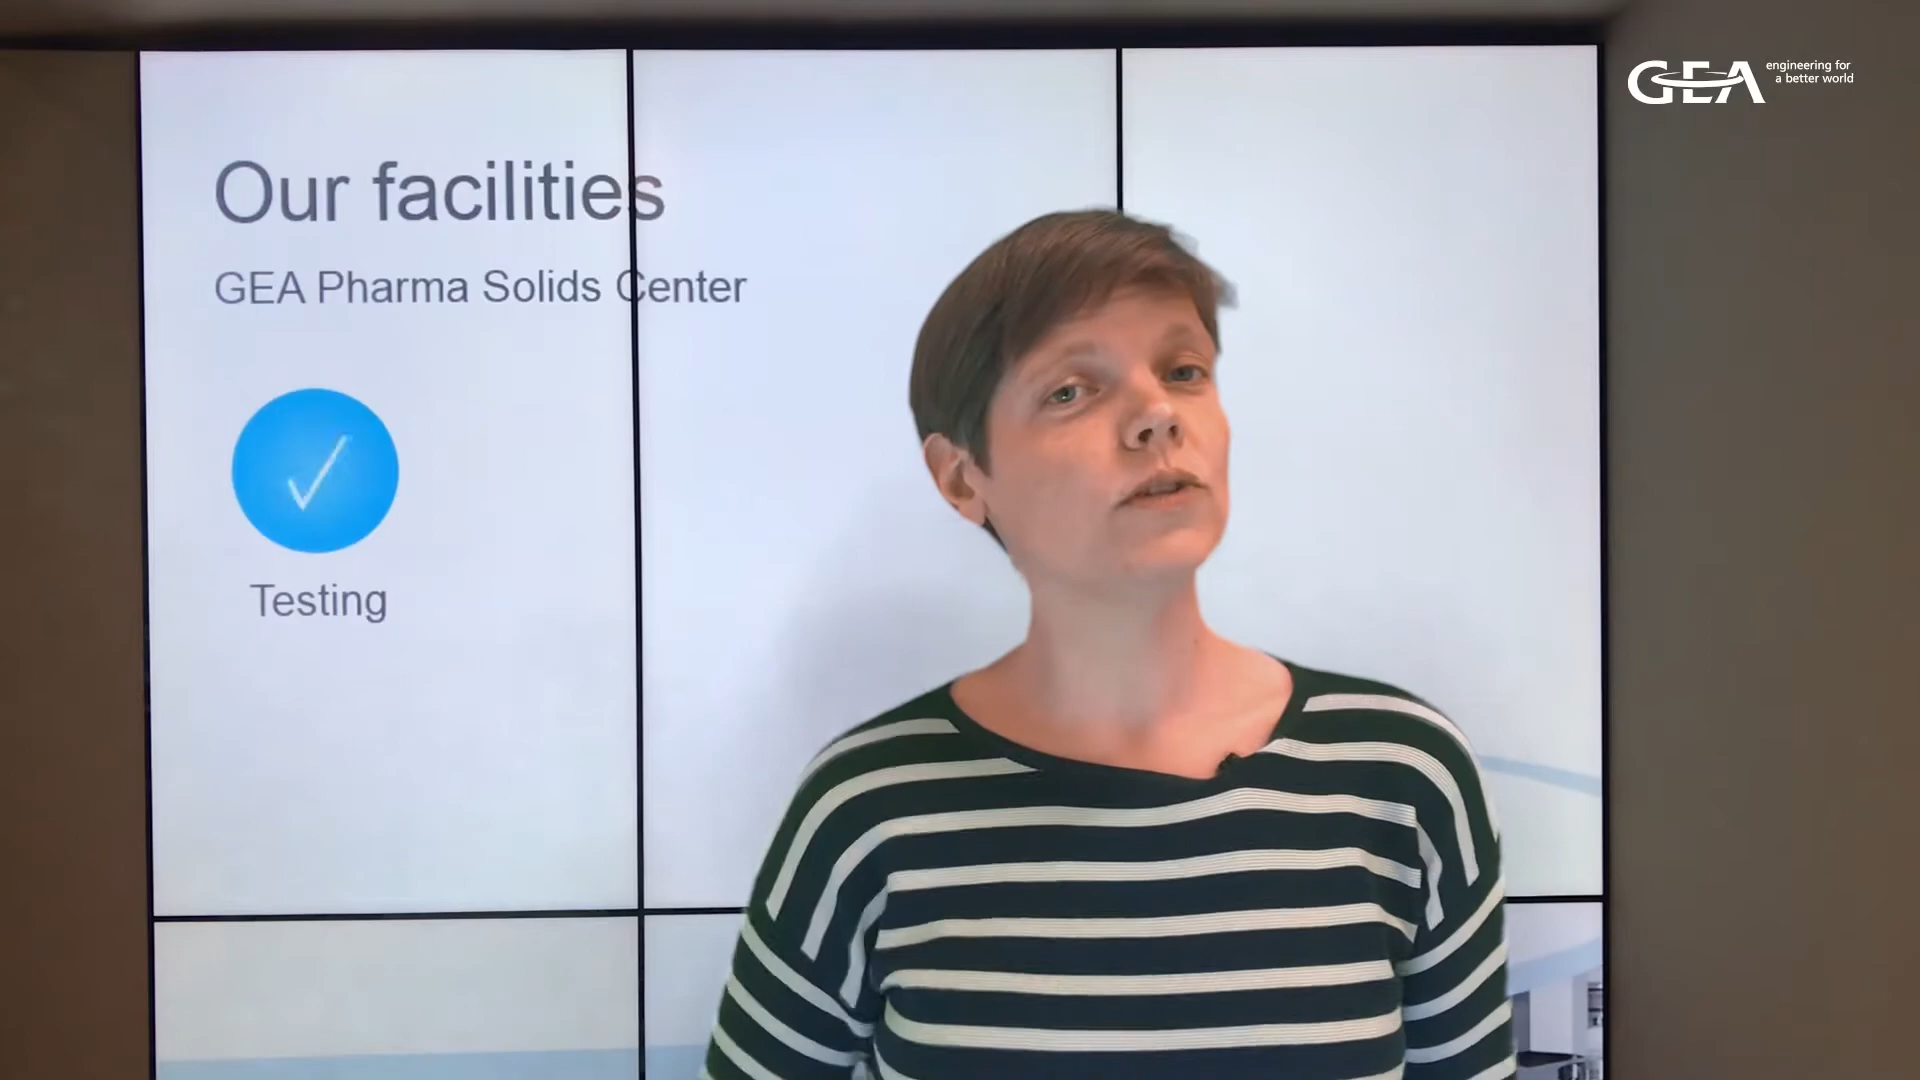 GEA engineering for
a better world
Our facilities
GEA Pharma Solids Center
Testing